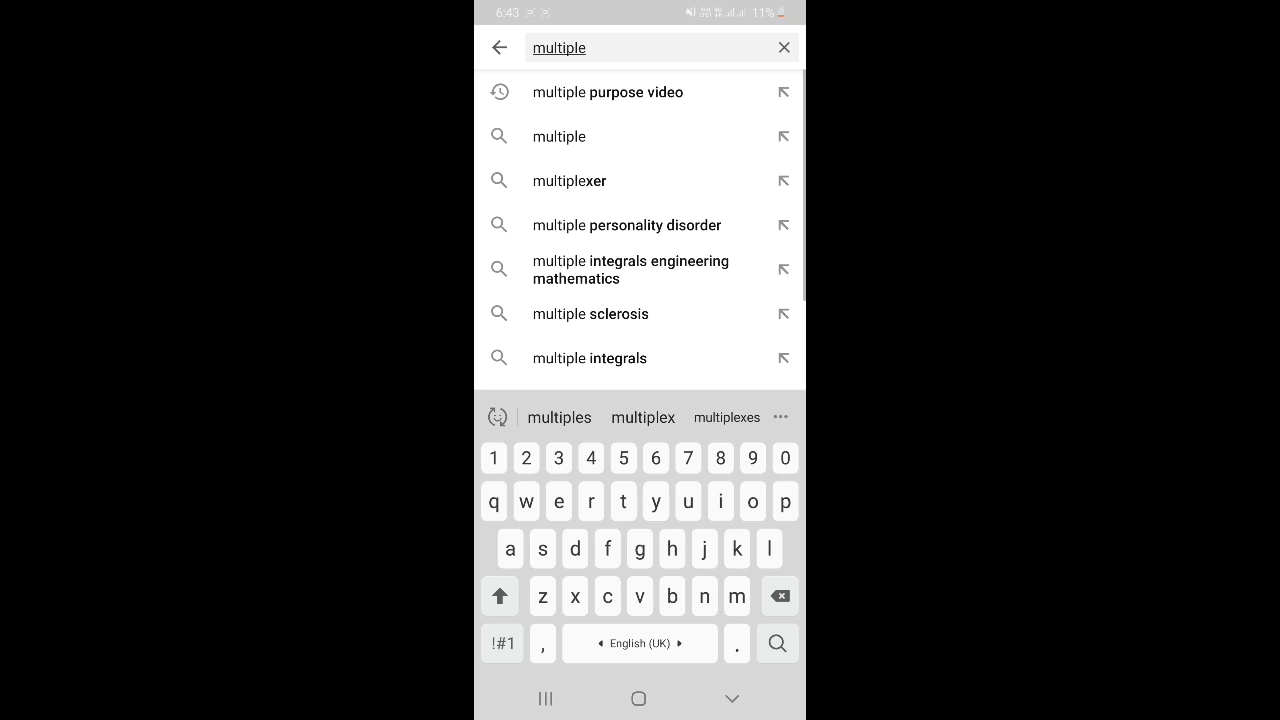 6:43 11%
multiple
multiple purpose video
multiple
multiplexer
multiple personality disorder
multiple integrals engineering
mathematics
multiple sclerosis
multiple integrals
multiples multiplex multiplexes
1 2 3 4 5 6 7 8 9 0
q w e r t y u i o p
a s d f g h j k l
z x c v b n m
!#1 , English (UK) .